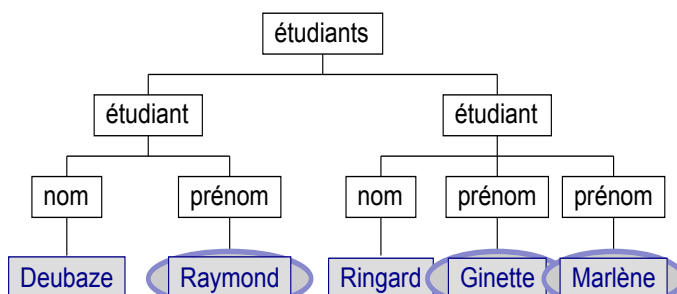 étudiants
étudiant étudiant
nom prénom nom prénom prénom
Deubaze Raymond Ringard Ginette Marlène